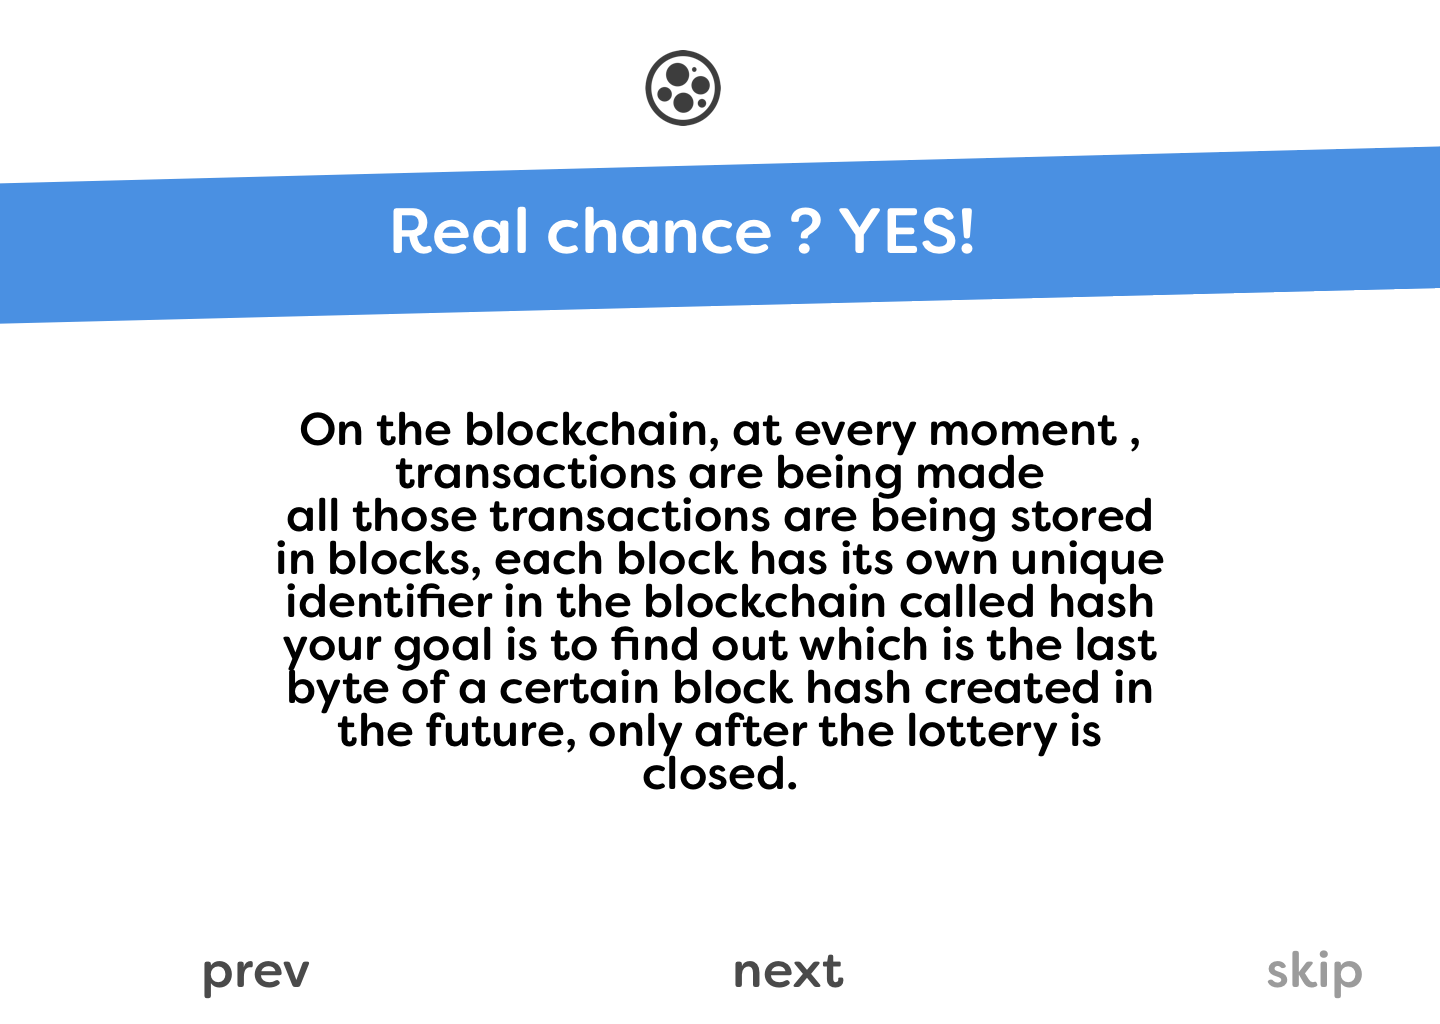 Real chance ? YES!
On the blockchain, at every moment ,
transactions are being made
all those transactions are being stored
in blocks, each block has its own unique
identifier in the blockchain called hash
your goal is to find out which is the last
byte of a certain block hash created in
the future, only after the lottery is
closed.
prev
next
skip